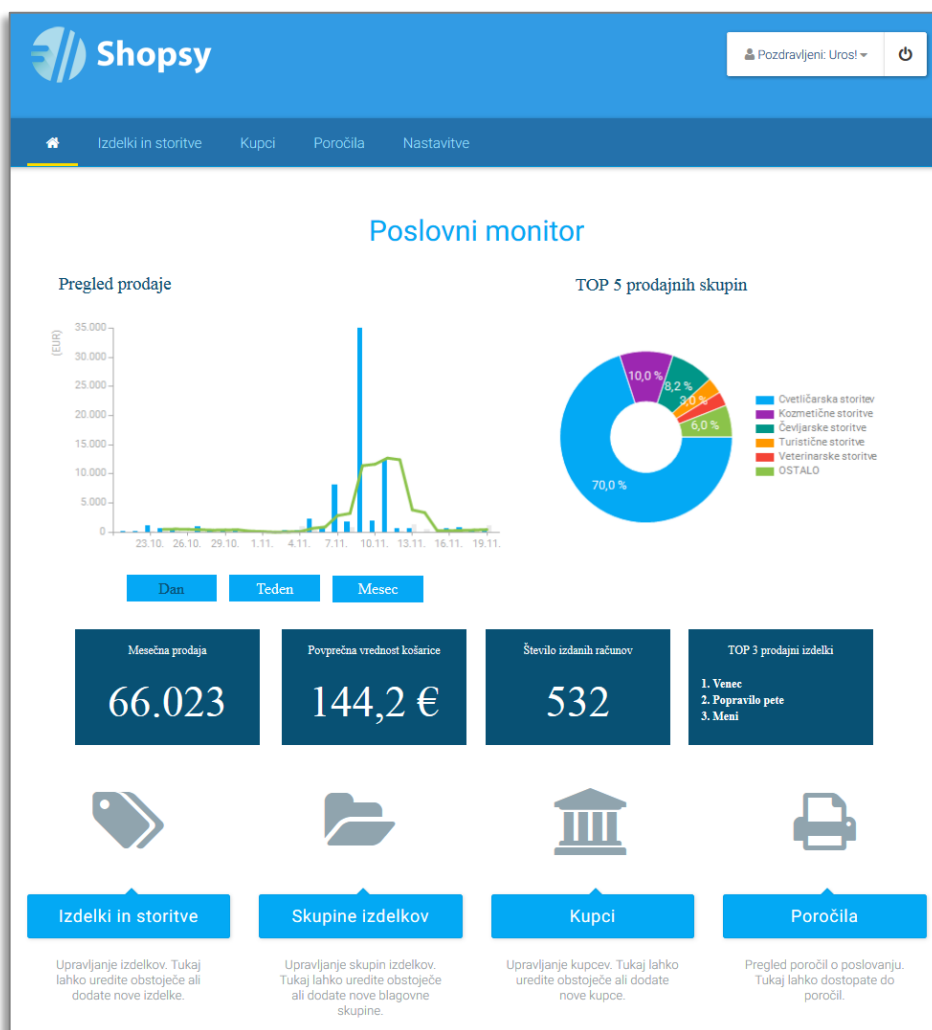 Shopsy
Pozdravljeni: Uros!
Izdelki in storitve
Kupci
Poročila
Nastavitve
Poslovni monitor
Pregled prodaje
TOP 5 prodajnih skupin
(EUR)
35.000
30.000
25.000
20.000
15.000
10.000
5.000
0
23.10. 26.10. 29.10. 1.11. 4.11. 7.11. 10.11. 13.11. 16.11. 19.11.
10,0 %
8,2 %
3,0 %
6,0 %
70,0 %
Cvetličarska storitev
Kozmetične storitve
Čevljarske storitve
Turistične storitve
Veterinarske storitve
OSTALO
Dan
Teden
Mesec
Mesečna prodaja
66.023
Povprečna vrednost košarice
144,2 €
Število izdanih računov
532
TOP 3 prodajni izdelki
1. Venec
2. Popravilo pete
3. Meni
Izdelki in storitve
Upravljanje izdelkov. Tukaj
lahko uredite obstoječe ali
dodate nove izdelke.
Skupine izdelkov
Upravljanje skupin izdelkov.
Tukaj lahko uredite obstoječe
ali dodate nove blagovne
skupine.
Kupci
Upravljanje kupcev. Tukaj lahko
uredite obstoječe ali dodate
nove kupce.
Poročila
Pregled poročil o poslovanju.
Tukaj lahko dostopate do
poročil.